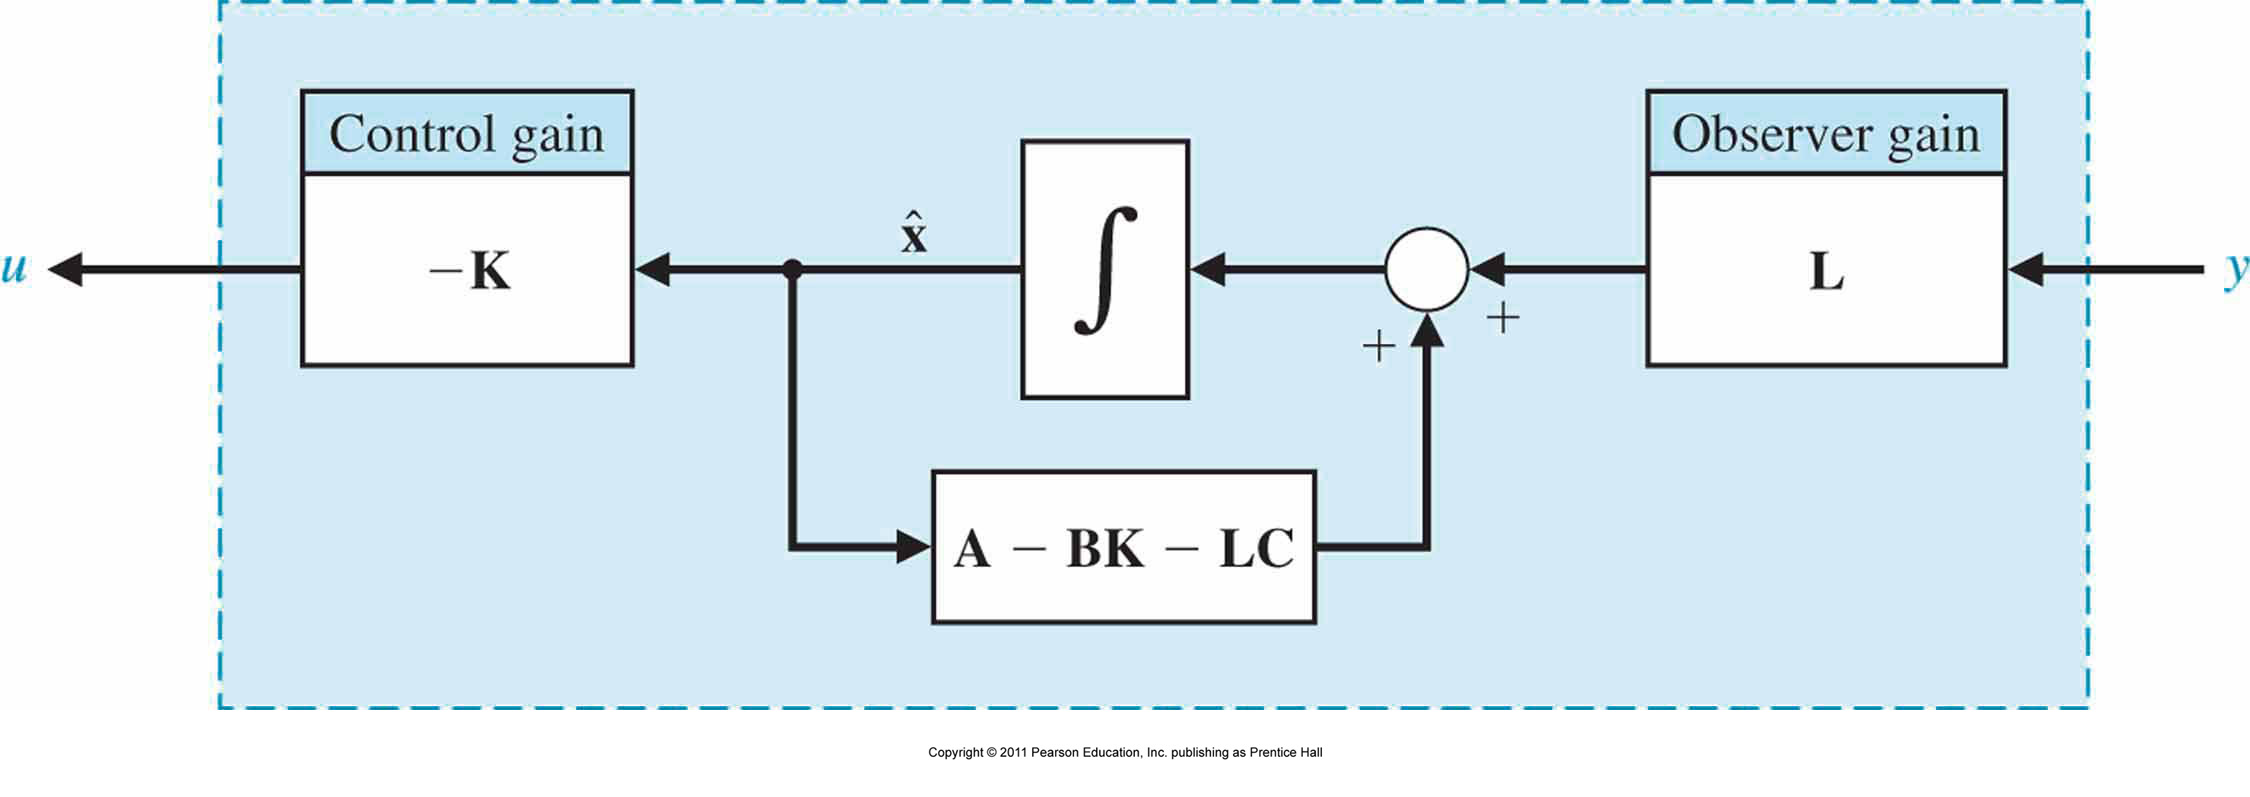 Control gain
Observer gain
x̂
u
−K
∫
L
y
+
+
A − BK − LC
Copyright © 2011 Pearson Education, Inc. publishing as Prentice Hall